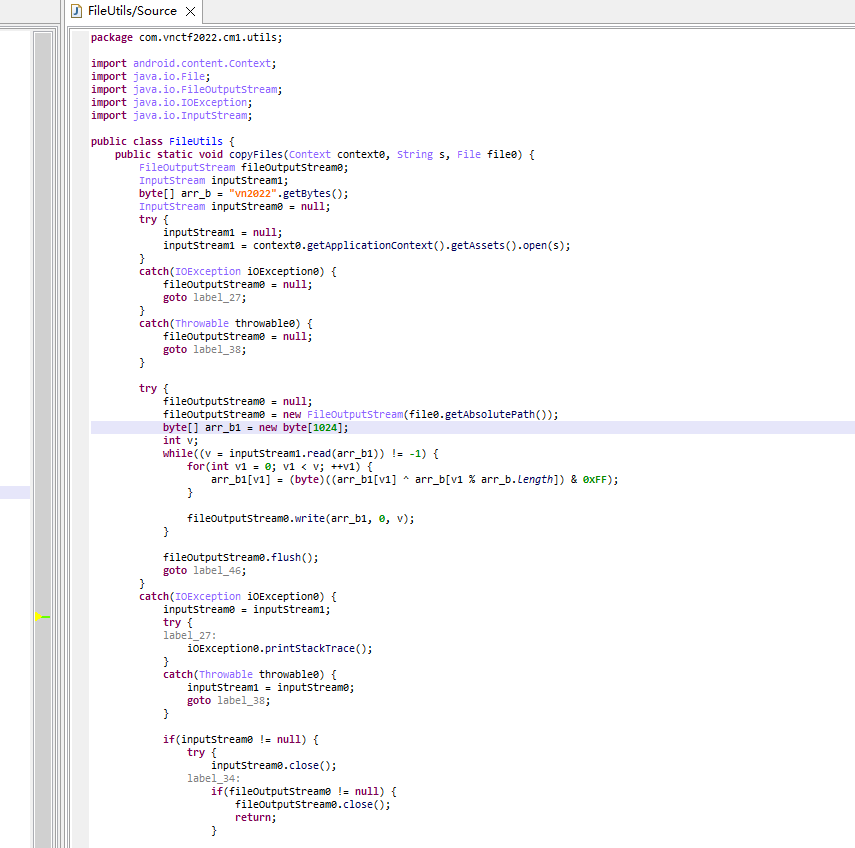 FileUtils/Source
package com.vnctf2022.cm1.utils;
import android.content.Context;
import java.io.File;
import java.io.FileOutputStream;
import java.io.IOException;
import java.io.InputStream;
public class FileUtils {
public static void copyFiles(Context context0, String s, File file0) {
FileOutputStream fileOutputStream0;
InputStream inputStream1;
byte[] arr_b = "vn2022".getBytes();
InputStream inputStream0 = null;
try {
inputStream1 = null;
inputStream1 = context0.getApplicationContext().getAssets().open(s);
}
catch(IOException iOException0) {
fileOutputStream0 = null;
goto label_27;
}
catch(Throwable throwable0) {
fileOutputStream0 = null;
goto label_38;
}
try {
fileOutputStream0 = null;
fileOutputStream0 = new FileOutputStream(file0.getAbsolutePath());
byte[] arr_b1 = new byte[1024];
int v;
while((v = inputStream1.read(arr_b1)) != -1) {
for(int v1 = 0; v1 < v; ++v1) {
arr_b1[v1] = (byte)((arr_b1[v1] ^ arr_b[v1 % arr_b.length]) & 0xFF);
}
fileOutputStream0.write(arr_b1, 0, v);
}
fileOutputStream0.flush();
goto label_46;
}
catch(IOException iOException0) {
inputStream0 = inputStream1;
try {
label_27:
iOException0.printStackTrace();
}
catch(Throwable throwable0) {
inputStream1 = inputStream0;
goto label_38;
}
if(inputStream0 != null) {
try {
inputStream0.close();
label_34:
if(fileOutputStream0 != null) {
fileOutputStream0.close();
return;
}